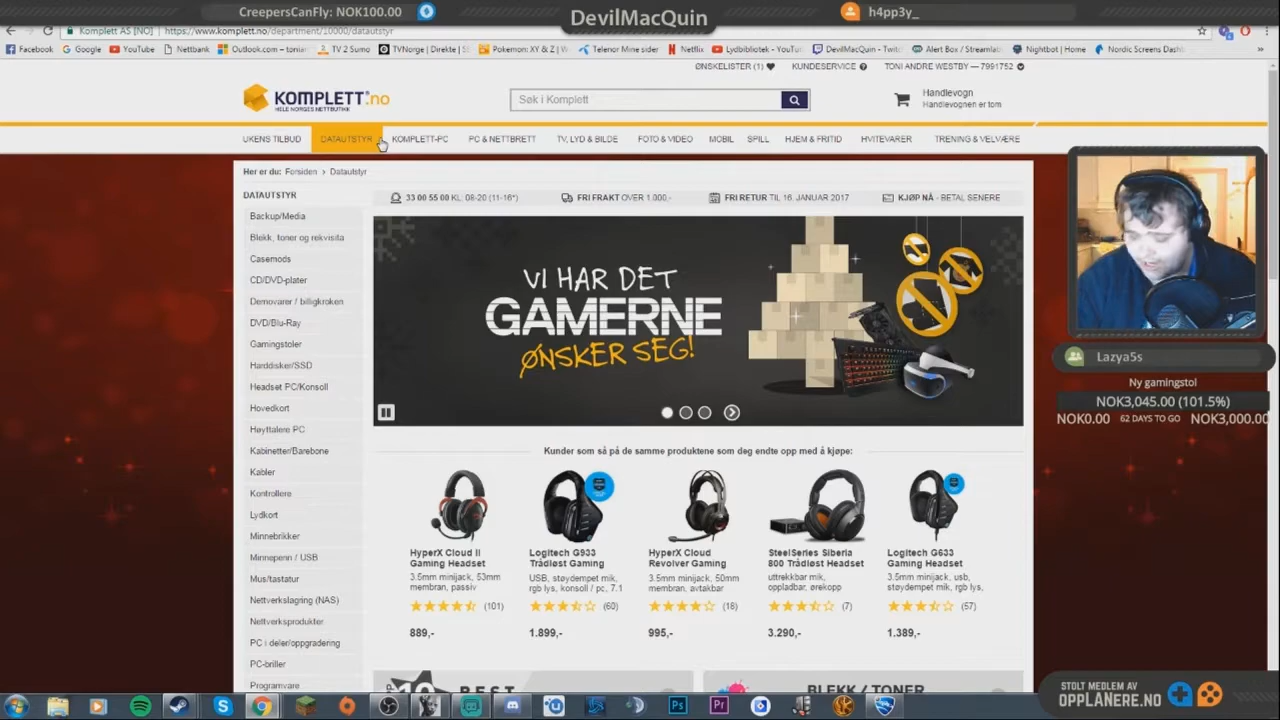 CreepersCanFly: NOK100.00
DevilMacQuin
h4pp3y_
Komplett AS [NO] https://www.komplett.no/department/10000/datautstyr
Facebook
Google
YouTube
Nettbank
TV 2 Sumo
TVNorge | Direkte | S
Pokemon: XY & Z | W
Telenor Mine sider
Netflix
Lydbibliotek - YouTu
DevilMacQuin - Twit
Alert Box / Streamla
Nightbot | Home
Nordic Screens Dash
ØNSKELISTER (1)
KUNDESERVICE
TONI ANDRE WESTBY — 7991752
KOMPLETT.NO
HELE NORGES NETTBUTIKK
Søk i Komplett
Handlevogn
Handlevognen er tom
UKENS TILBUD
DATAUTSTYR
KOMPLETT-PC
PC & NETTBRETT
TV, LYD & BILDE
FOTO & VIDEO
MOBIL
SPILL
HJEM & FRITID
HVITEVARER
TRENING & VELVÆRE
Her er du: Forsiden › Datautstyr
DATAUTSTYR
Backup/Media
Blekk, toner og rekvisita
Casemods
CD/DVD-plater
Demovarer / billigkroken
DVD/Blu-Ray
Gamingstoler
Harddisker/SSD
Headset PC/Konsoll
Hovedkort
Høyttalere PC
Kabinetter/Barebone
Kabler
Kontrollere
Lydkort
Minnebrikker
Minnepenn / USB
Mus/tastatur
Nettverkslagring (NAS)
Nettverksprodukter
PC i deler/oppgradering
PC-briller
Programvare
33 00 55 00 KL: 08-20 (11-16*)
FRI FRAKT OVER 1.000,-
FRI RETUR TIL 16. JANUAR 2017
KJØP NÅ - BETAL SENERE
VI HAR DET
GAMERNE
ØNSKER SEG!
Kunder som så på de samme produktene som deg endte opp med å kjøpe:
HyperX Cloud II
Gaming Headset
3.5mm minijack, 53mm
membran, passiv
(101)
889,-
Logitech G933
Trådløst Gaming
USB, støydempet mik,
rgb lys, konsoll / pc, 7.1
(60)
1.899,-
HyperX Cloud
Revolver Gaming
3.5mm minijack, 50mm
membran, avtakbar
(18)
995,-
SteelSeries Siberia
800 Trådløst Headset
uttrekkbar mik,
oppladbar, ørekopp
(7)
3.290,-
Logitech G633
Gaming Headset
3.5mm minijack, usb,
støydempet mik, rgb lys,
(57)
1.389,-
BLEKK / TONER
Lazya5s
Ny gamingstol
NOK3,045.00 (101.5%)
NOK0.00
62 DAYS TO GO
NOK3,000.00
STOLT MEDLEM AV
OPPLANERE.NO